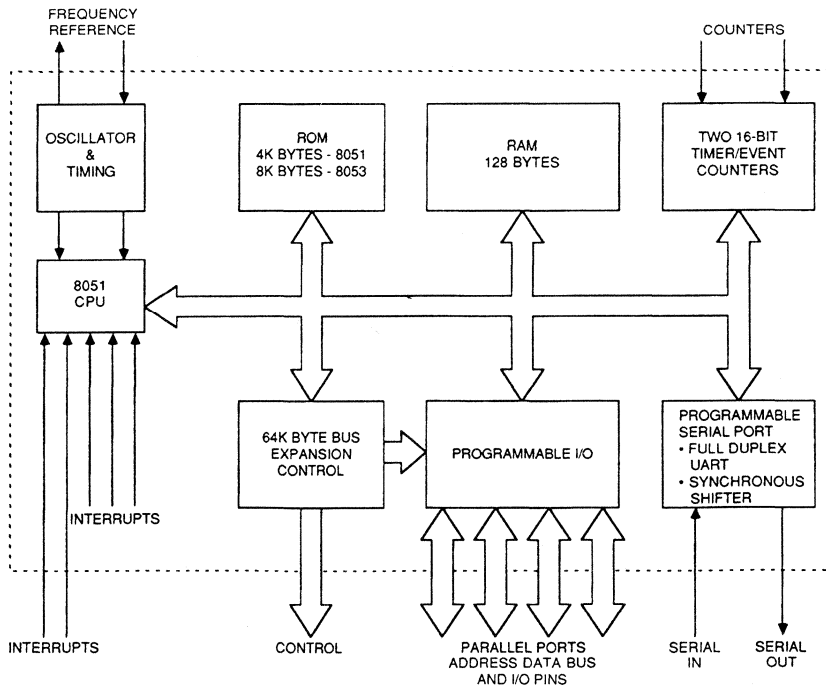 FREQUENCY
REFERENCE
COUNTERS
OSCILLATOR
&
TIMING
ROM
4K BYTES - 8051
8K BYTES - 8053
RAM
128 BYTES
TWO 16-BIT
TIMER/EVENT
COUNTERS
8051
CPU
64K BYTE BUS
EXPANSION
CONTROL
PROGRAMMABLE I/O
PROGRAMMABLE
SERIAL PORT
• FULL DUPLEX
UART
• SYNCHRONOUS
SHIFTER
INTERRUPTS
INTERRUPTS
CONTROL
PARALLEL PORTS
ADDRESS DATA BUS
AND I/O PINS
SERIAL
IN
SERIAL
OUT